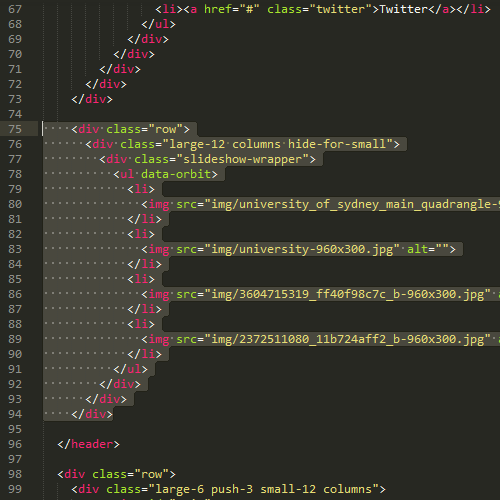 67 <li><a href="#" class="twitter">Twitter</a></li>
68 </ul>
69 </div>
70 </div>
71 </div>
72 </div>
73 </div>
74
75 <div class="row">
76 <div class="large-12 columns hide-for-small">
77 <div class="slideshow-wrapper">
78 <ul data-orbit>
79 <li>
80 <img src="img/university_of_sydney_main_quadrangle-9
81 </li>
82 <li>
83 <img src="img/university-960x300.jpg" alt="">
84 </li>
85 <li>
86 <img src="img/3604715319_ff40f98c7c_b-960x300.jpg" a
87 </li>
88 <li>
89 <img src="img/2372511080_11b724aff2_b-960x300.jpg" a
90 </li>
91 </ul>
92 </div>
93 </div>
94 </div>
95
96 </header>
97
98 <div class="row">
99 <div class="large-6 push-3 small-12 columns">